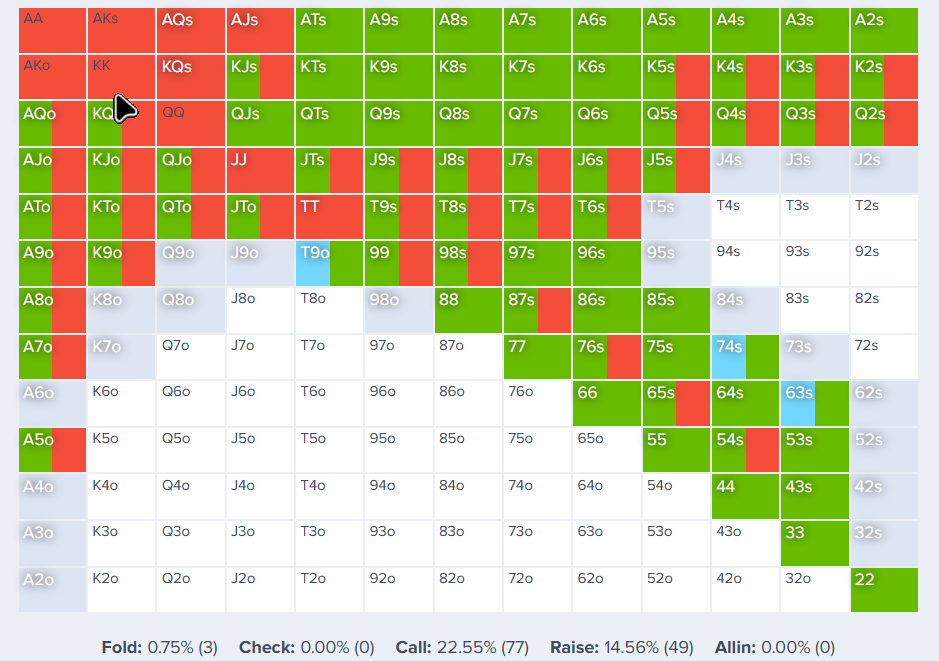 AA AKs AQs AJs ATs A9s A8s A7s A6s A5s A4s A3s A2s
AKo KK KQs KJs KTs K9s K8s K7s K6s K5s K4s K3s K2s
AQo QQ QJs QTs Q9s Q8s Q7s Q6s Q5s Q4s Q3s Q2s
AJo KJo QJo JJ JTs J9s J8s J7s J6s J5s J4s J3s J2s
ATo KTo QTo JTo TT T9s T8s T7s T6s T5s T4s T3s T2s
A9o K9o Q9o J9o T9o 99 98s 97s 96s 95s 94s 93s 92s
A8o K8o Q8o J8o T8o 98o 88 87s 86s 85s 84s 83s 82s
A7o K7o Q7o J7o T7o 97o 87o 77 76s 75s 74s 73s 72s
A6o K6o Q6o J6o T6o 96o 86o 76o 66 65s 64s 63s 62s
A5o K5o Q5o J5o T5o 95o 85o 75o 65o 55 54s 53s 52s
A4o K4o Q4o J4o T4o 94o 84o 74o 64o 54o 44 43s 42s
A3o K3o Q3o J3o T3o 93o 83o 73o 63o 53o 43o 33 32s
A2o K2o Q2o J2o T2o 92o 82o 72o 62o 52o 42o 32o 22
Fold: 0.75% (3) Check: 0.00% (0) Call: 22.55% (77) Raise: 14.56% (49) Allin: 0.00% (0)